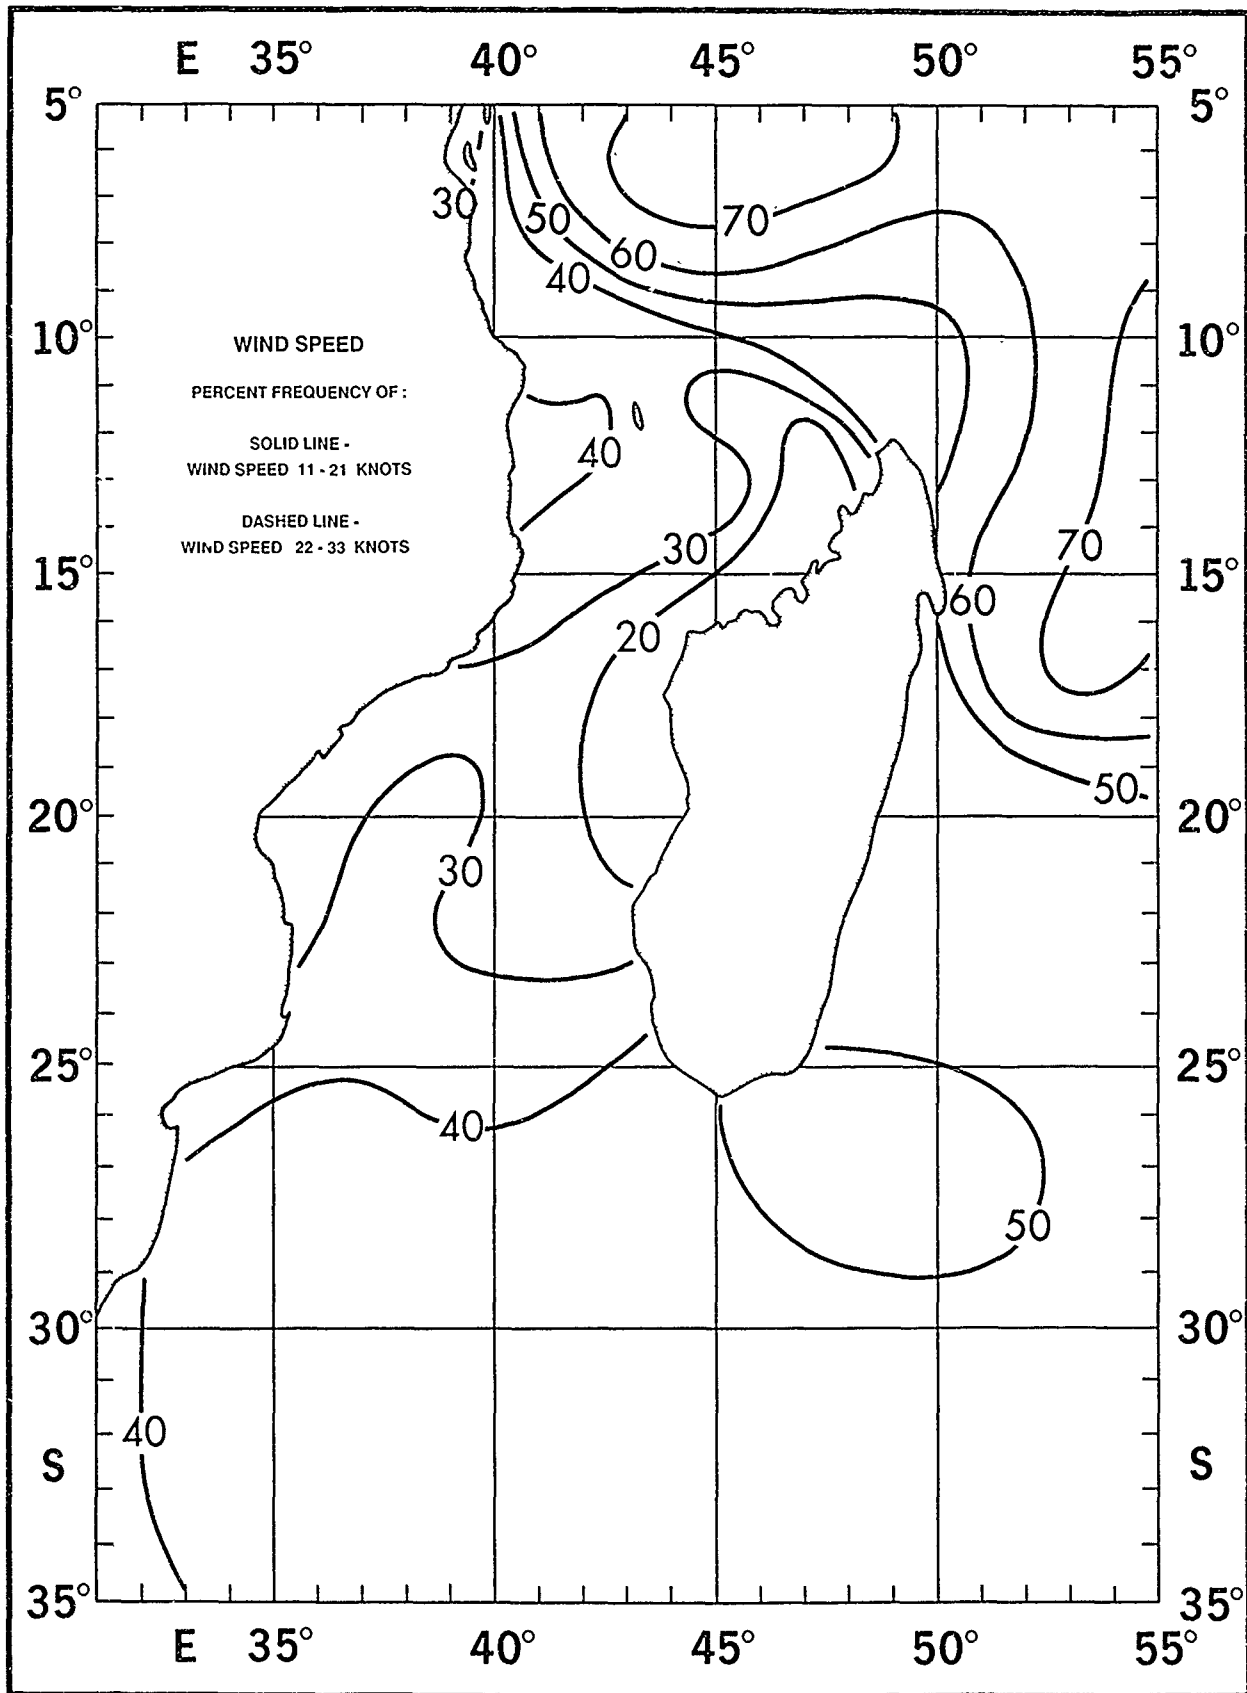 E 35° 40° 45° 50° 55°
5° 5°
30 50 70
60
40
10° 10°
WIND SPEED
PERCENT FREQUENCY OF :
SOLID LINE -
WIND SPEED 11 - 21 KNOTS
DASHED LINE -
WIND SPEED 22 - 33 KNOTS
40
30 70
15° 15°
60
20
50
20° 20°
30
25° 25°
40
50
30° 30°
40
S S
35° 35°
E 35° 40° 45° 50° 55°